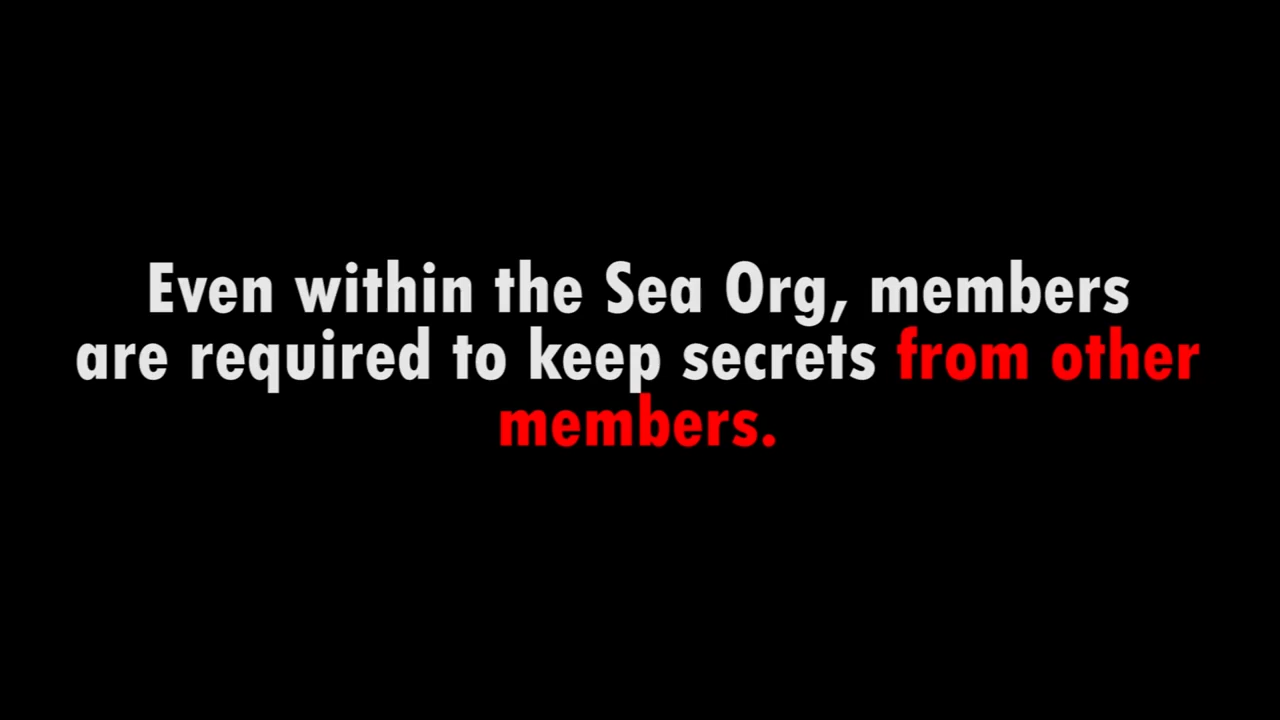 Even within the Sea Org, members
are required to keep secrets from other
members.